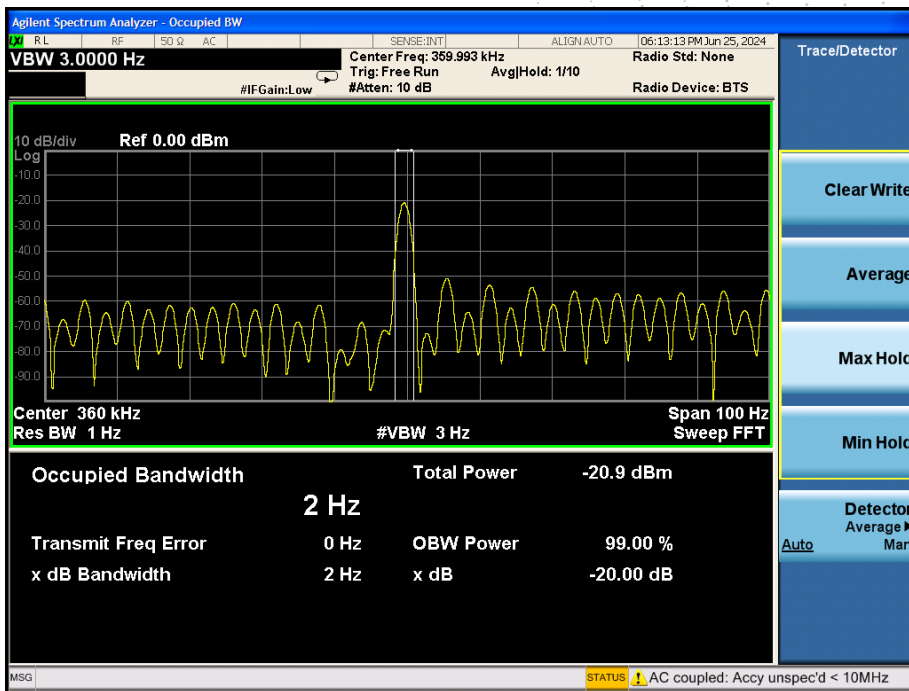 Agilent Spectrum Analyzer - Occupied BW
LXI RL RF 50 Ω AC SENSE:INT ALIGN AUTO 06:13:13 PM Jun 25, 2024
VBW 3.0000 Hz
Center Freq: 359.993 kHz Radio Std: None
Trig: Free Run Avg|Hold: 1/10
#IFGain:Low #Atten: 10 dB Radio Device: BTS
10 dB/div Ref 0.00 dBm
Log
-10.0
-20.0
-30.0
-40.0
-50.0
-60.0
-70.0
-80.0
-90.0
Center 360 kHz Span 100 Hz
Res BW 1 Hz #VBW 3 Hz Sweep FFT
Occupied Bandwidth Total Power -20.9 dBm
2 Hz
Transmit Freq Error 0 Hz OBW Power 99.00 %
x dB Bandwidth 2 Hz x dB -20.00 dB
Trace/Detector
Clear Write
Average
Max Hold
Min Hold
Detector
Average
Auto Man
MSG STATUS AC coupled: Accy unspec'd < 10MHz